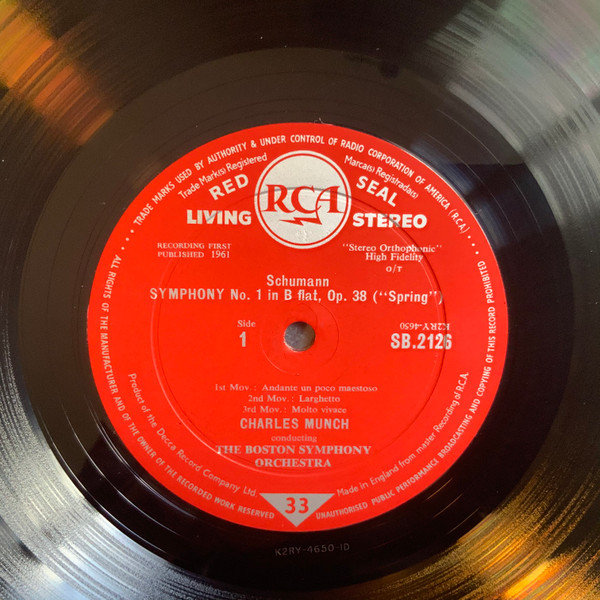 ... TRADE MARKS USED BY AUTHORITY & UNDER CONTROL OF RADIO CORPORATION OF AMERICA (R.C.A.) ...
Trade Mark(s) Registered
Marca(s) Registrada(s)
RED
RCA
SEAL
LIVING
STEREO
RECORDING FIRST
PUBLISHED 1961
"Stereo Orthophonic"
High Fidelity
O/T
Schumann
SYMPHONY No. 1 in B flat, Op. 38 ("Spring")
Side
1
K2RY-4650
SB.2126
1st Mov.: Andante un poco maestoso
2nd Mov.: Larghetto
3rd Mov.: Molto vivace
CHARLES MUNCH
conducting
THE BOSTON SYMPHONY
ORCHESTRA
Product of the Decca Record Company Ltd.
Made in England from master Recording of R.C.A.
33
... ALL RIGHTS OF THE MANUFACTURER AND OF THE OWNER OF THE RECORDED WORK RESERVED
UNAUTHORISED PUBLIC PERFORMANCE BROADCASTING AND COPYING OF THIS RECORD PROHIBITED ...
K2RY-4650-1D